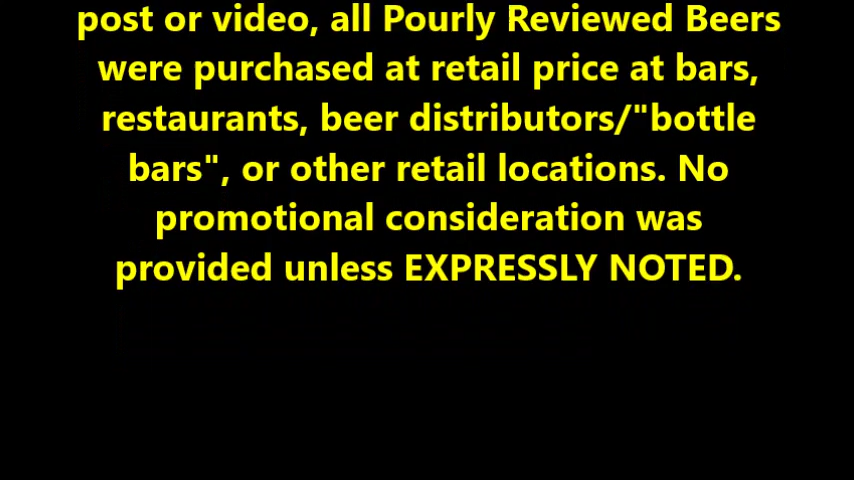 post or video, all Pourly Reviewed Beers
were purchased at retail price at bars,
restaurants, beer distributors/"bottle
bars", or other retail locations. No
promotional consideration was
provided unless EXPRESSLY NOTED.